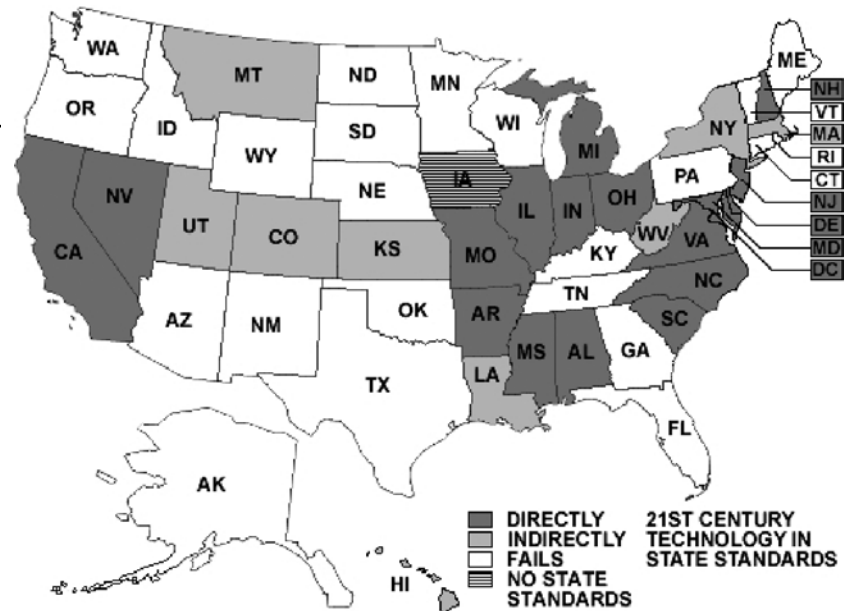 WA
MT
ND
MN
ME
OR
ID
WY
SD
WI
MI
NY
NH
VT
MA
RI
CT
NJ
DE
MD
DC
NV
CA
UT
CO
NE
KS
IA
IL
IN
OH
PA
WV
VA
MO
KY
NC
TN
SC
AZ
NM
OK
AR
TX
LA
MS
AL
GA
FL
AK
HI
DIRECTLY
INDIRECTLY
FAILS
NO STATE
STANDARDS
21ST CENTURY
TECHNOLOGY IN
STATE STANDARDS